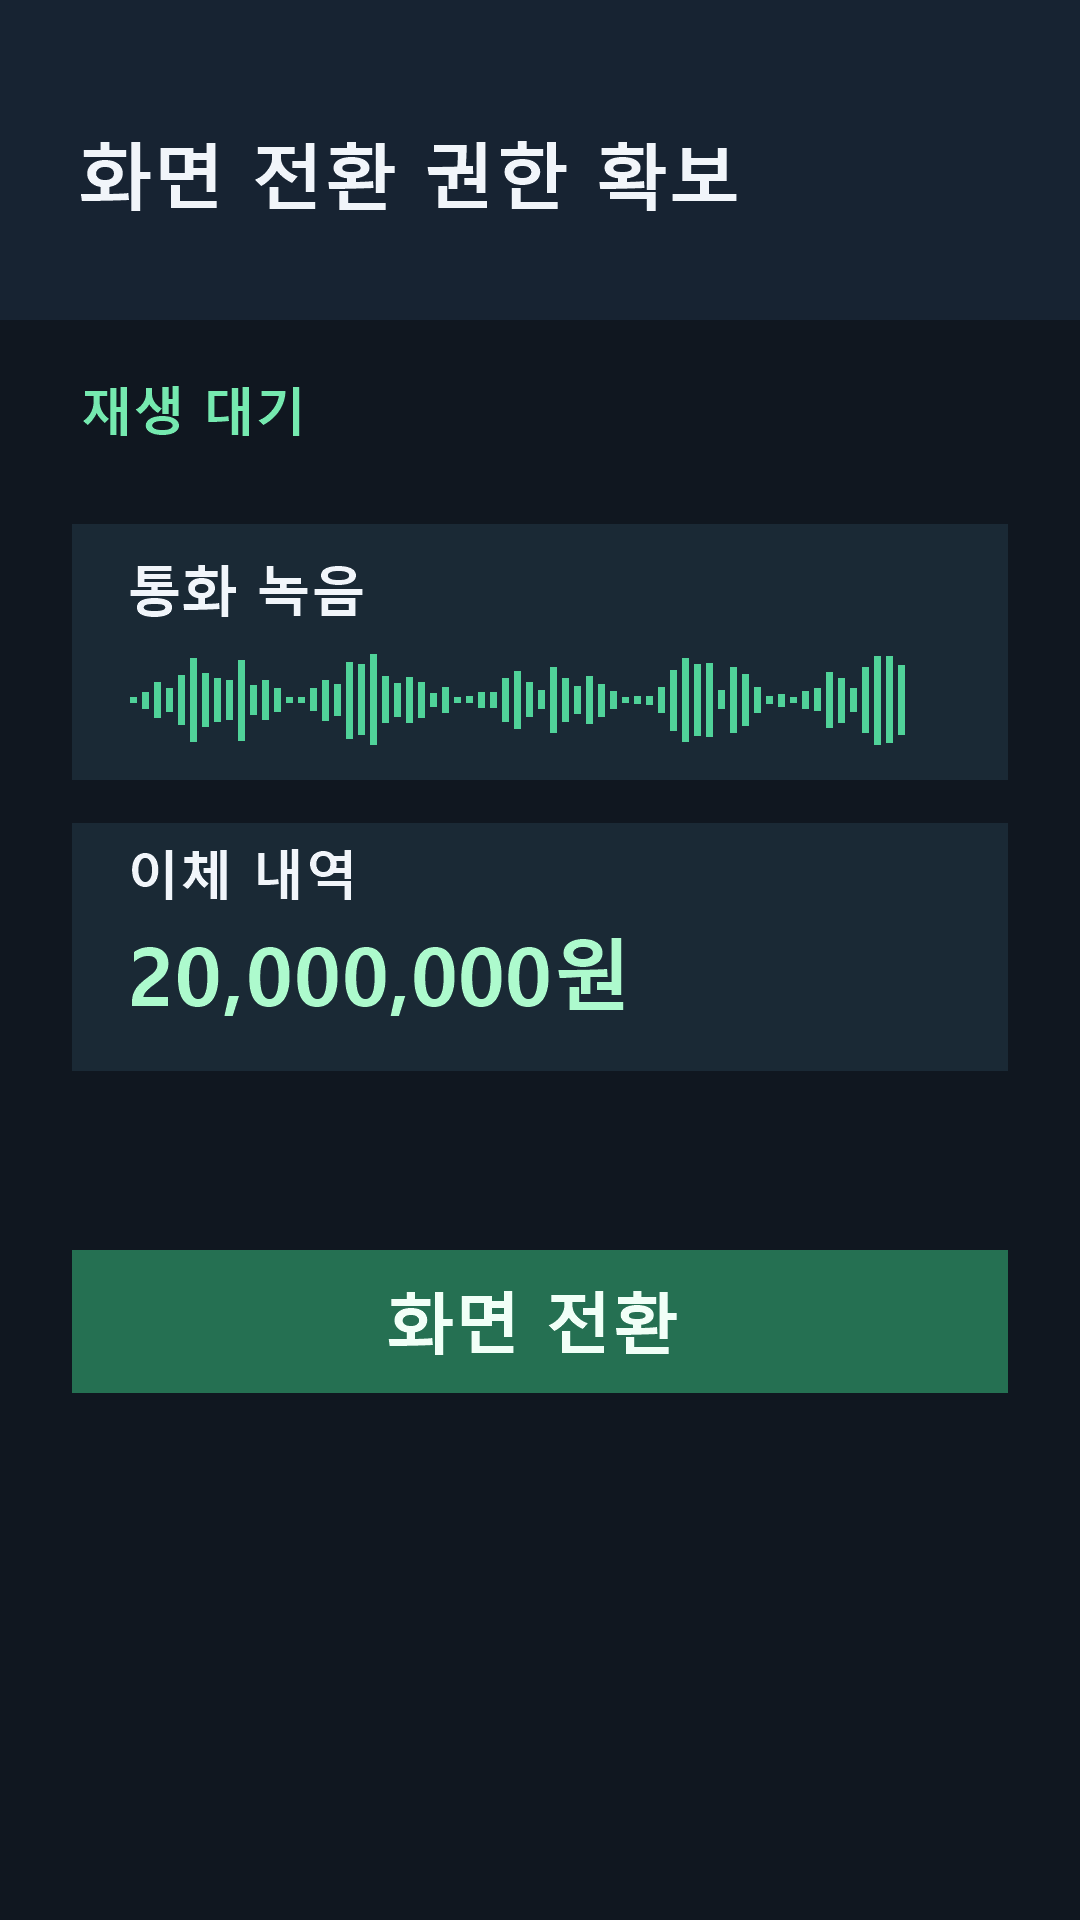 화면 전환 권한 확보
재생 대기
통화 녹음
이체 내역
20,000,000원
화면 전환